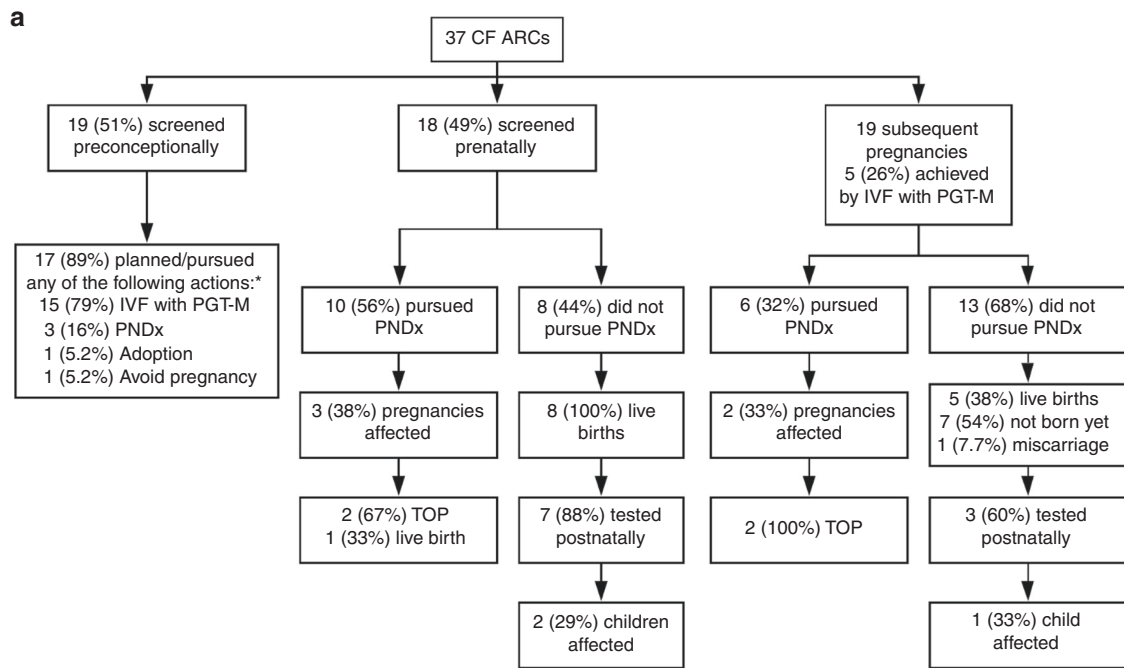 a
37 CF ARCs
19 (51%) screened
preconceptionally
18 (49%) screened
prenatally
19 subsequent
pregnancies
5 (26%) achieved
by IVF with PGT-M
17 (89%) planned/pursued
any of the following actions:*
15 (79%) IVF with PGT-M
3 (16%) PNDx
1 (5.2%) Adoption
1 (5.2%) Avoid pregnancy
10 (56%) pursued
PNDx
8 (44%) did not
pursue PNDx
6 (32%) pursued
PNDx
13 (68%) did not
pursue PNDx
3 (38%) pregnancies
affected
8 (100%) live
births
2 (33%) pregnancies
affected
5 (38%) live births
7 (54%) not born yet
1 (7.7%) miscarriage
2 (67%) TOP
1 (33%) live birth
7 (88%) tested
postnatally
2 (100%) TOP
3 (60%) tested
postnatally
2 (29%) children
affected
1 (33%) child
affected